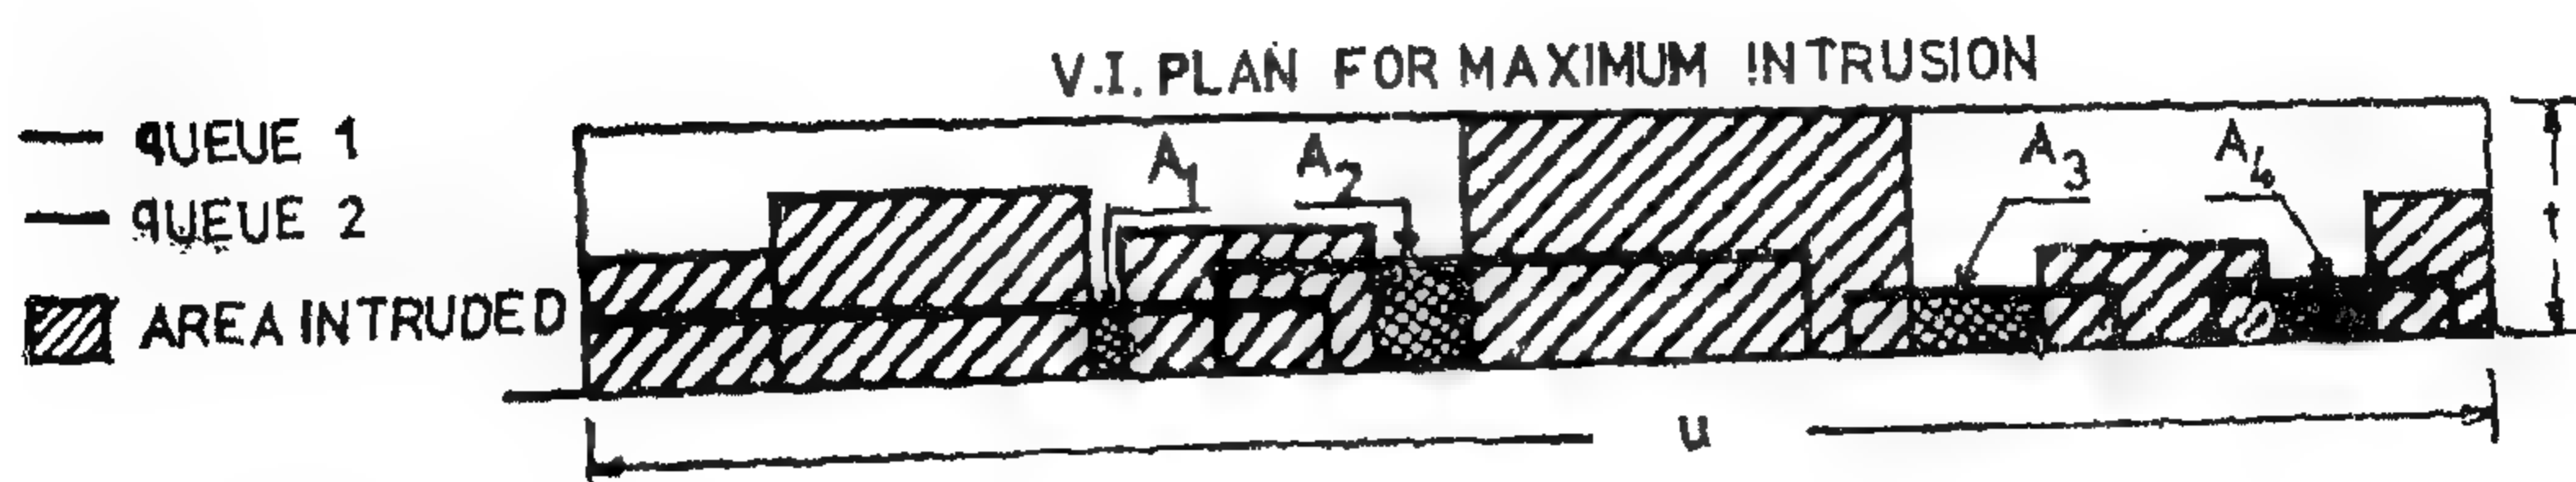 V.I. PLAN FOR MAXIMUM INTRUSION
QUEUE 1
QUEUE 2
AREA INTRUDED
A1
A2
A3
A4
t
u